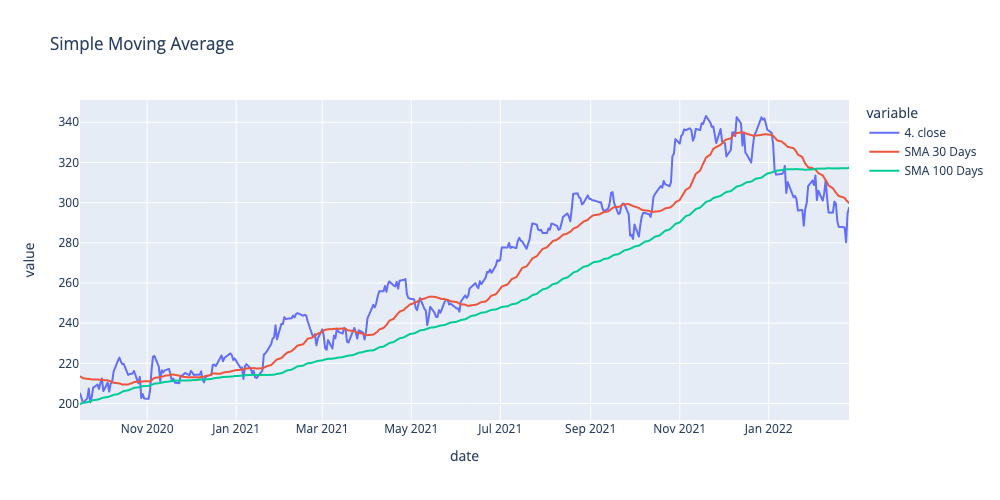 Simple Moving Average
variable
4. close
SMA 30 Days
SMA 100 Days
value
340
320
300
280
260
240
220
200
Nov 2020 Jan 2021 Mar 2021 May 2021 Jul 2021 Sep 2021 Nov 2021 Jan 2022
date